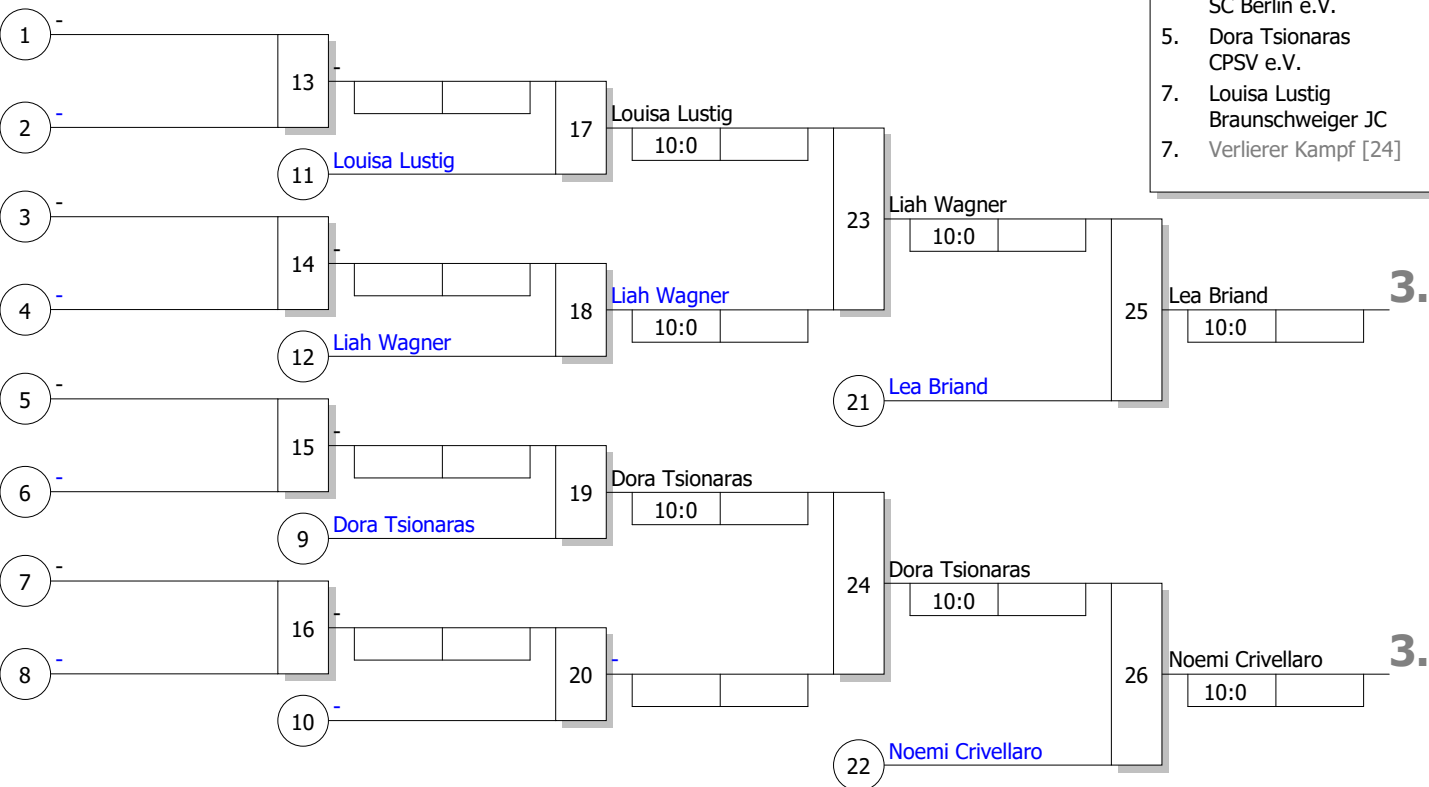 SC Berlin e.V.
5. Dora Tsionaras
CPSV e.V.
7. Louisa Lustig
Braunschweiger JC
7. Verlierer Kampf [24]
1 -
2 -
13 -
17 Louisa Lustig
10:0
11 Louisa Lustig
3 -
4 -
14 -
18 Liah Wagner
10:0
12 Liah Wagner
23 Liah Wagner
10:0
25 Lea Briand
10:0
3.
21 Lea Briand
5 -
6 -
15 -
19 Dora Tsionaras
10:0
9 Dora Tsionaras
7 -
8 -
16 -
20 -
10 -
24 Dora Tsionaras
10:0
26 Noemi Crivellaro
10:0
3.
22 Noemi Crivellaro